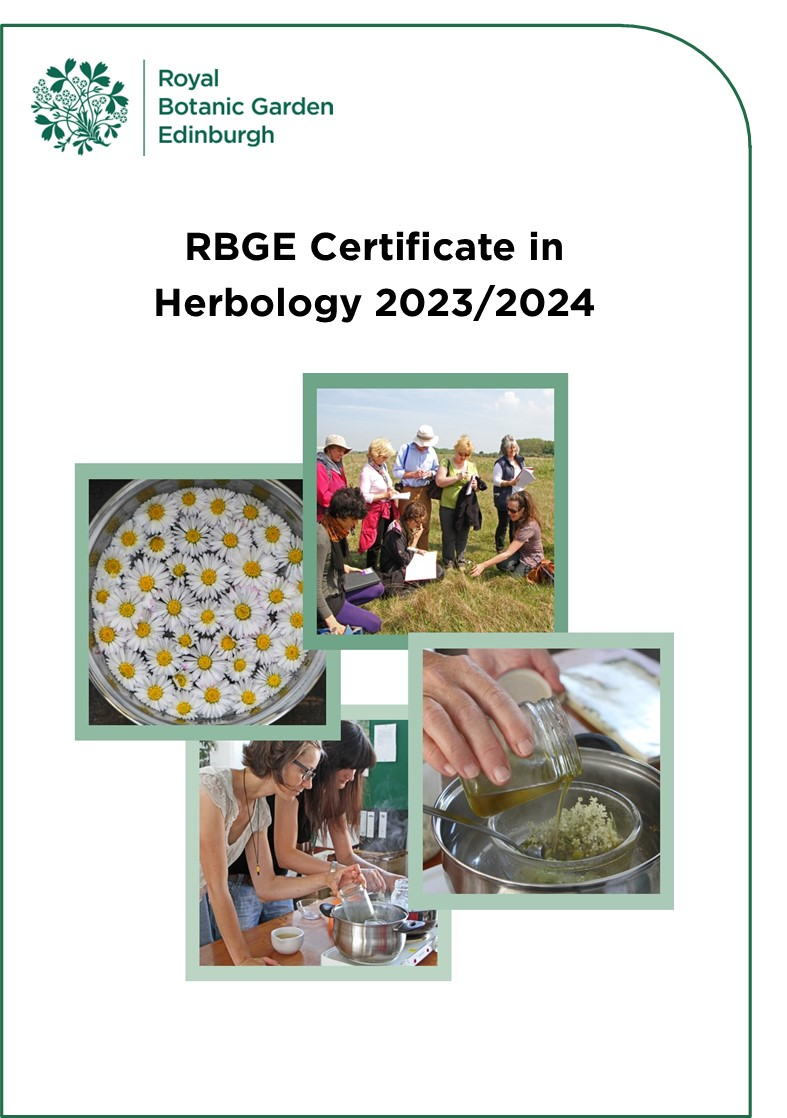 Royal
Botanic Garden
Edinburgh
RBGE Certificate in
Herbology 2023/2024